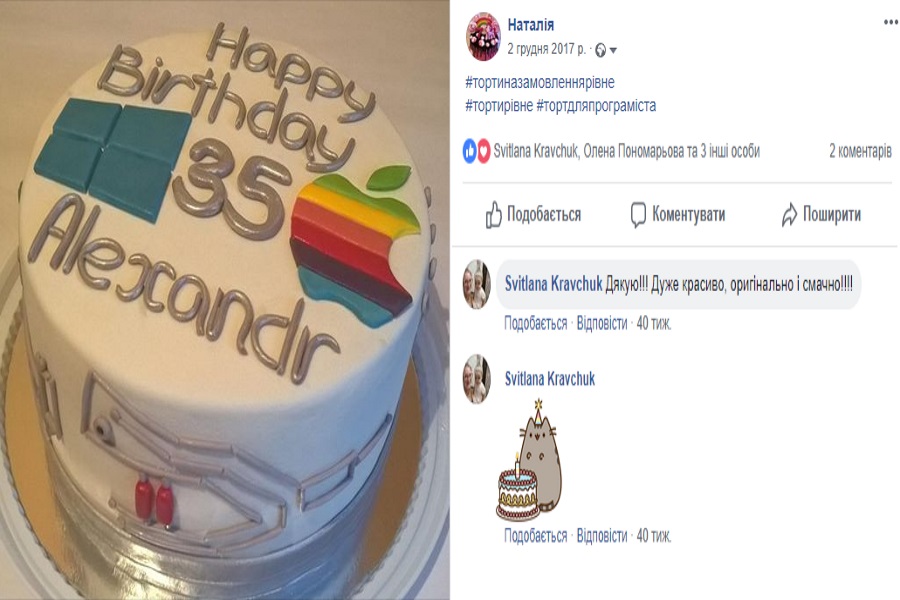 Happy
Birthday
35
Alexandr
Наталія
2 грудня 2017 р. ·
#тортиназамовленнярівне
#тортирівне #тортдляпрограміста
Svitlana Kravchuk, Олена Пономарьова та 3 інші особи 2 коментарів
Подобається Коментувати Поширити
Svitlana Kravchuk Дякую!!! Дуже красиво, оригінально і смачно!!!!
Подобається · Відповісти · 40 тиж.
Svitlana Kravchuk
Подобається · Відповісти · 40 тиж.